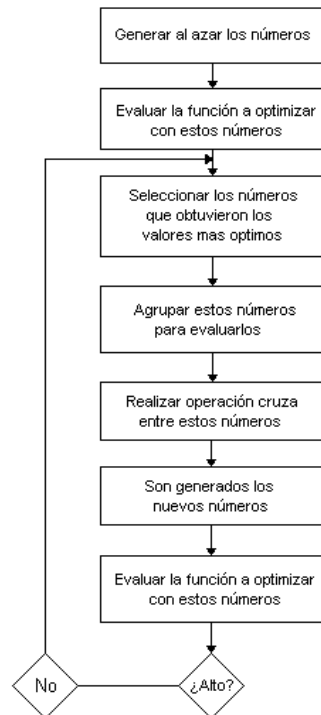 Generar al azar los números
Evaluar la función a optimizar
con estos números
Seleccionar los números
que obtuvieron los
valores mas optimos
Agrupar estos números
para evaluarlos
Realizar operación cruza
entre estos números
Son generados los
nuevos números
Evaluar la función a optimizar
con estos números
No
¿Alto?